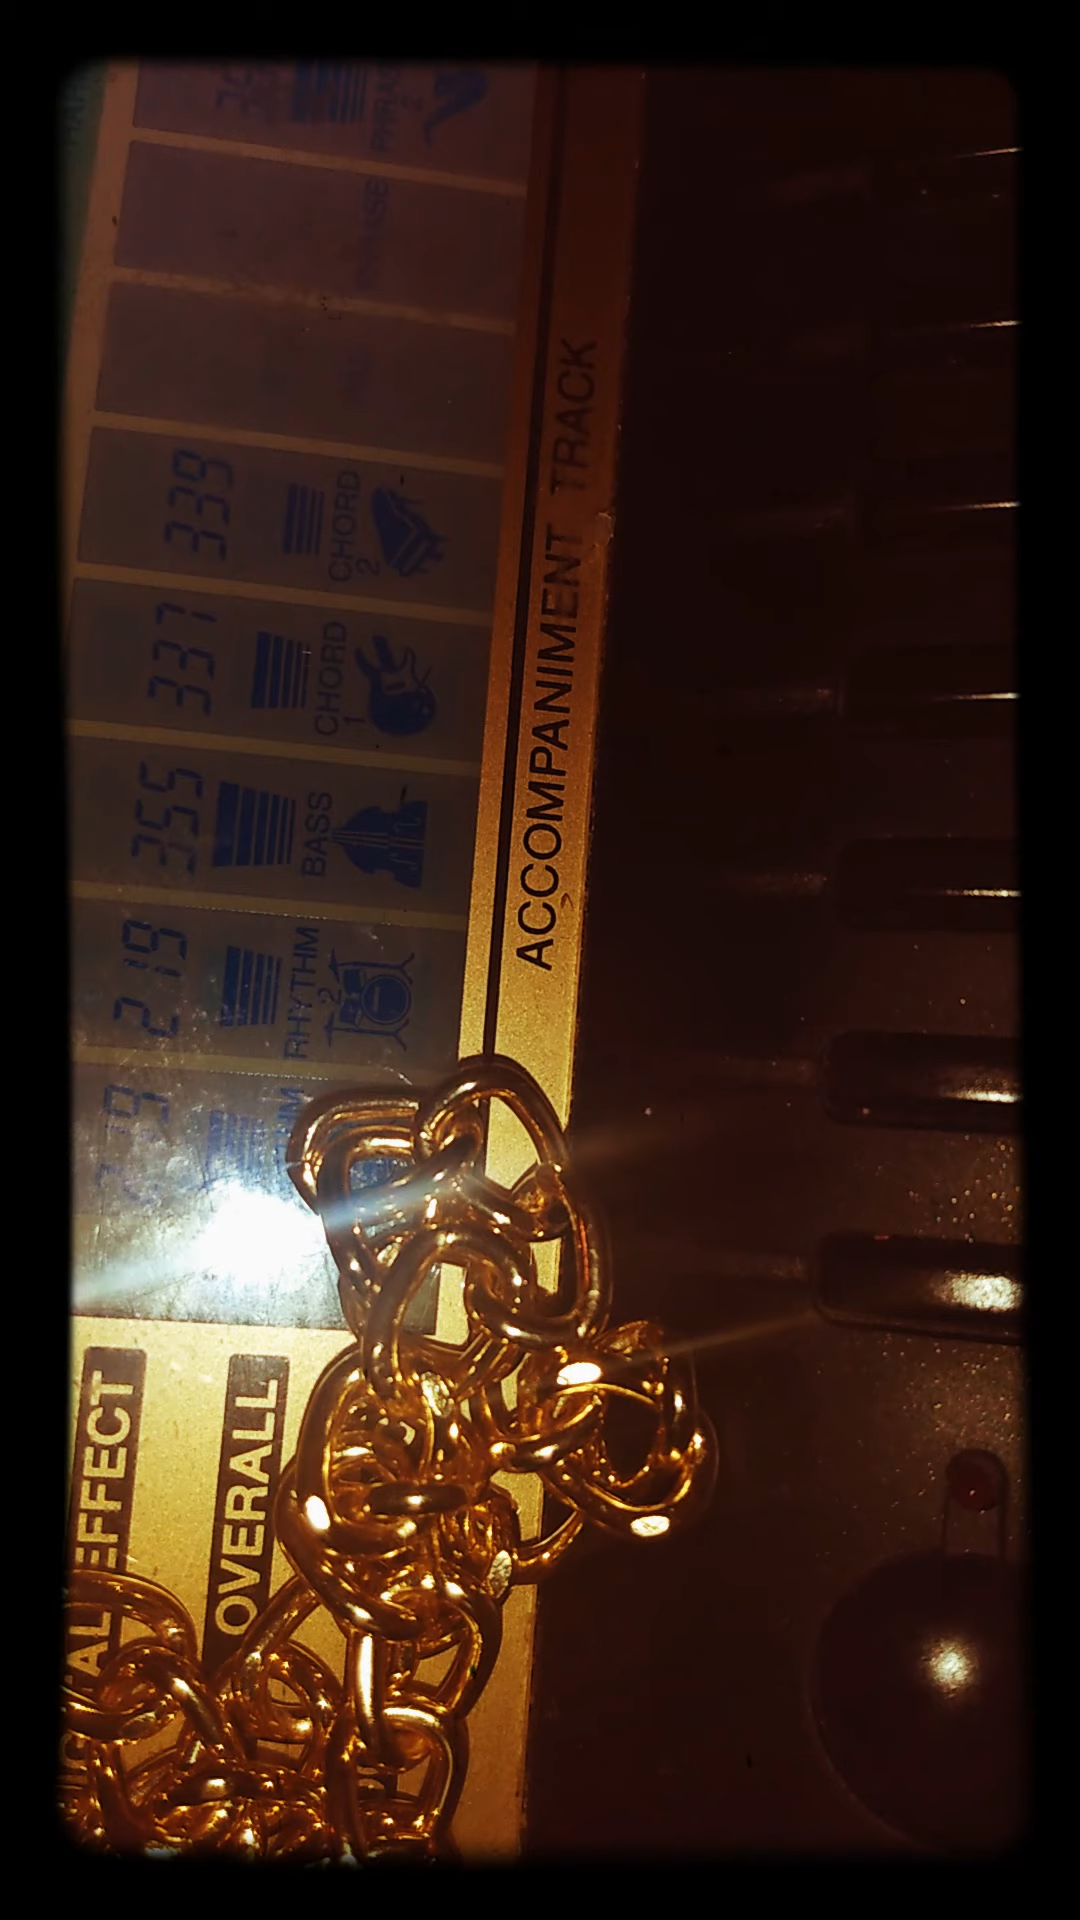 339
CHORD
2
337
CHORD
1
355
BASS
219
RHYTHM
2
ACCOMPANIMENT TRACK
EFFECT
OVERALL